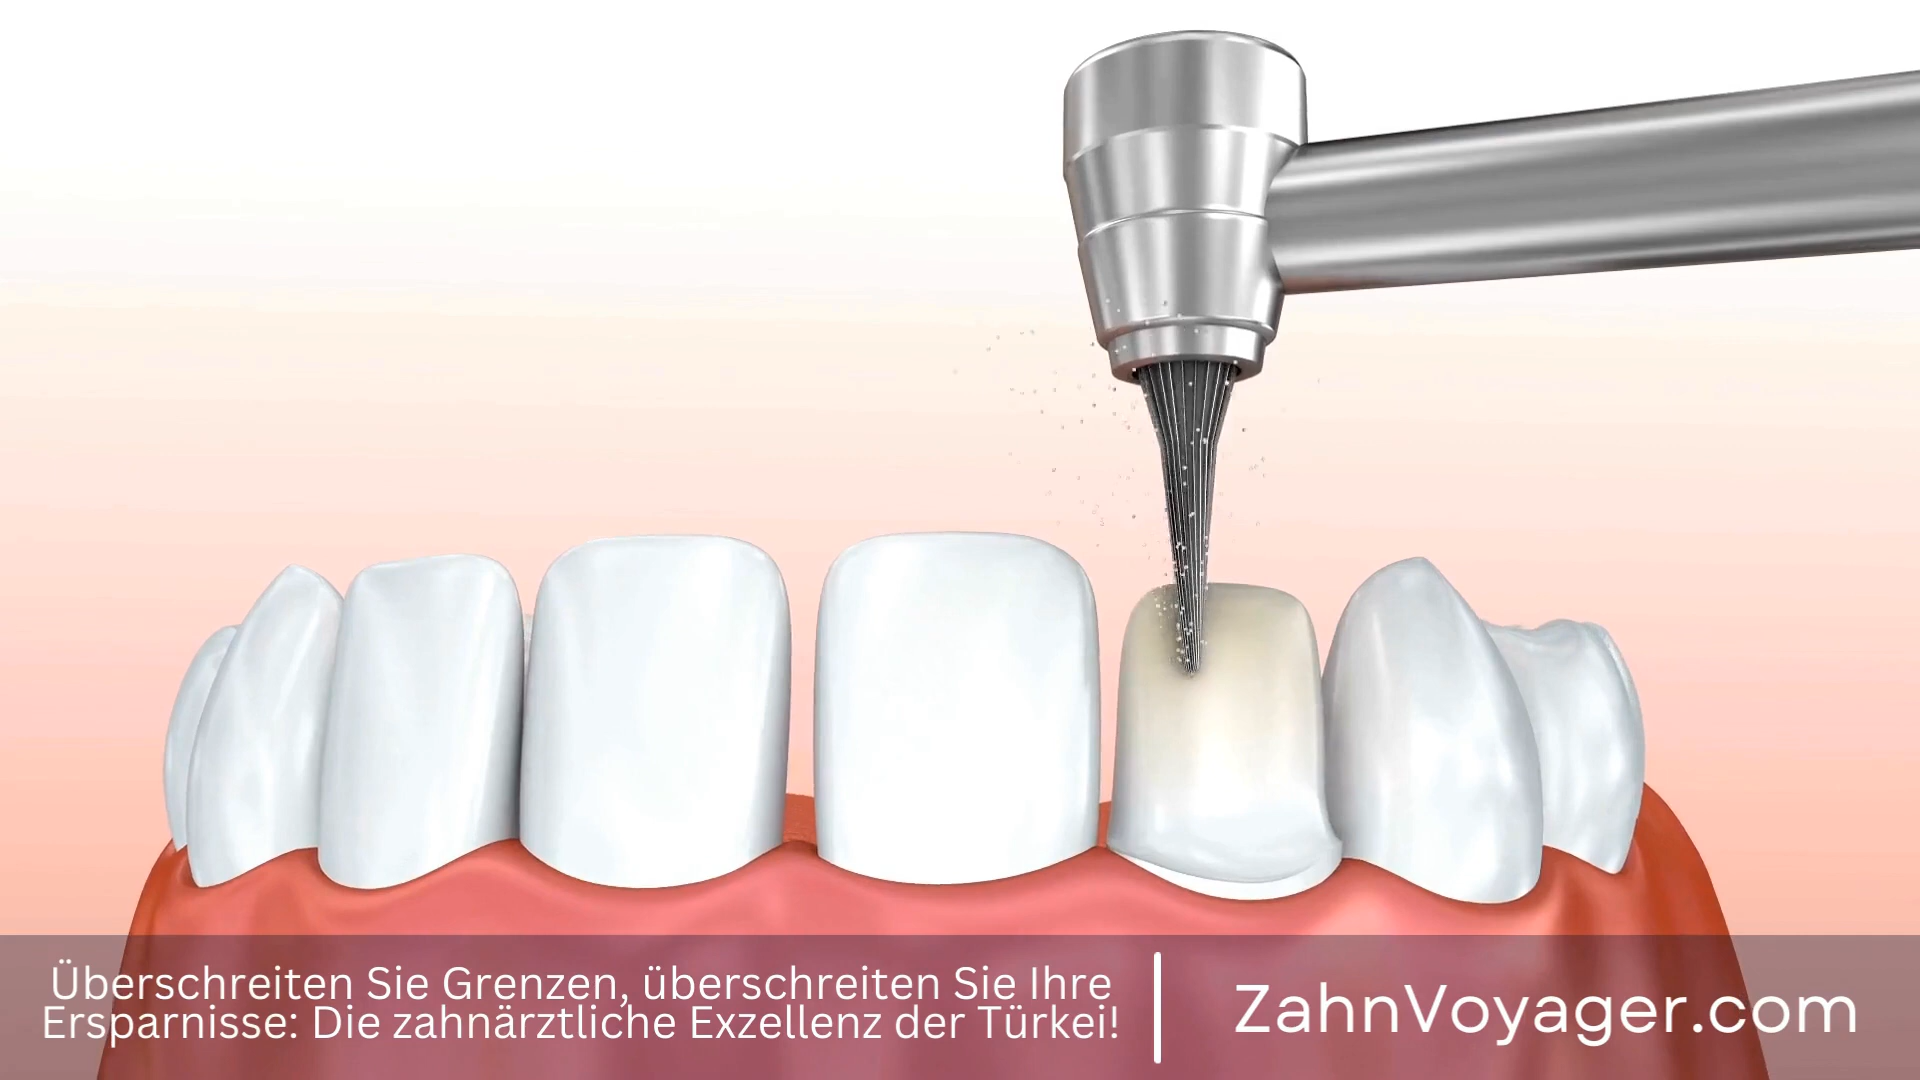 Überschreiten Sie Grenzen, überschreiten Sie Ihre
Ersparnisse: Die zahnärztliche Exzellenz der Türkei!
ZahnVoyager.com